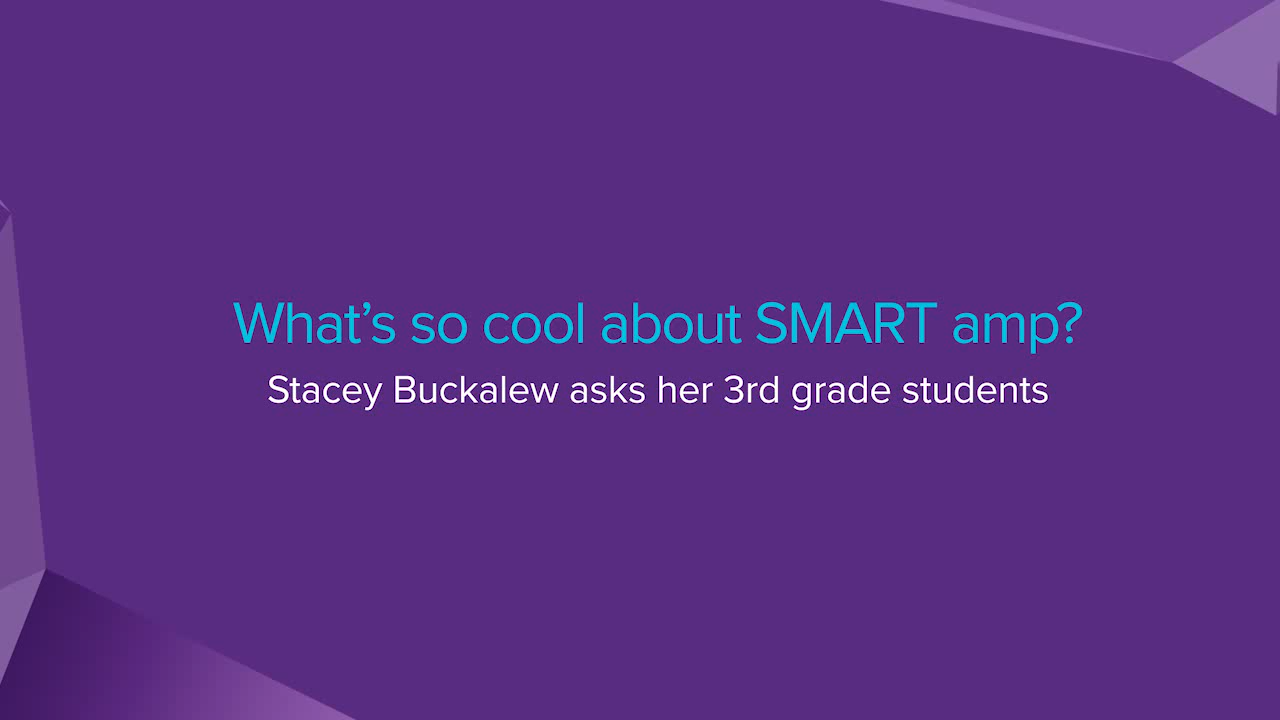 What’s so cool about SMART amp?
Stacey Buckalew asks her 3rd grade students